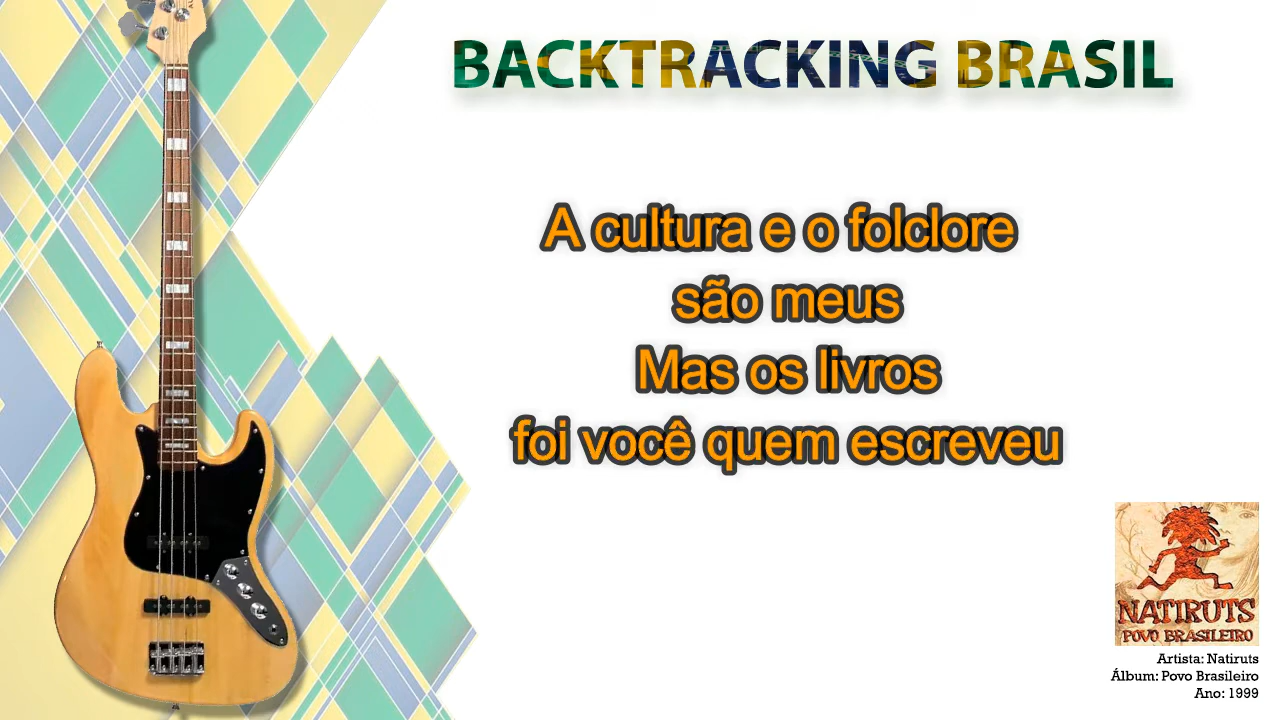 BACKTRACKING BRASIL
A cultura e o folclore
são meus
Mas os livros
foi você quem escreveu
NATIRUTS
POVO BRASILEIRO
Artista: Natiruts
Álbum: Povo Brasileiro
Ano: 1999